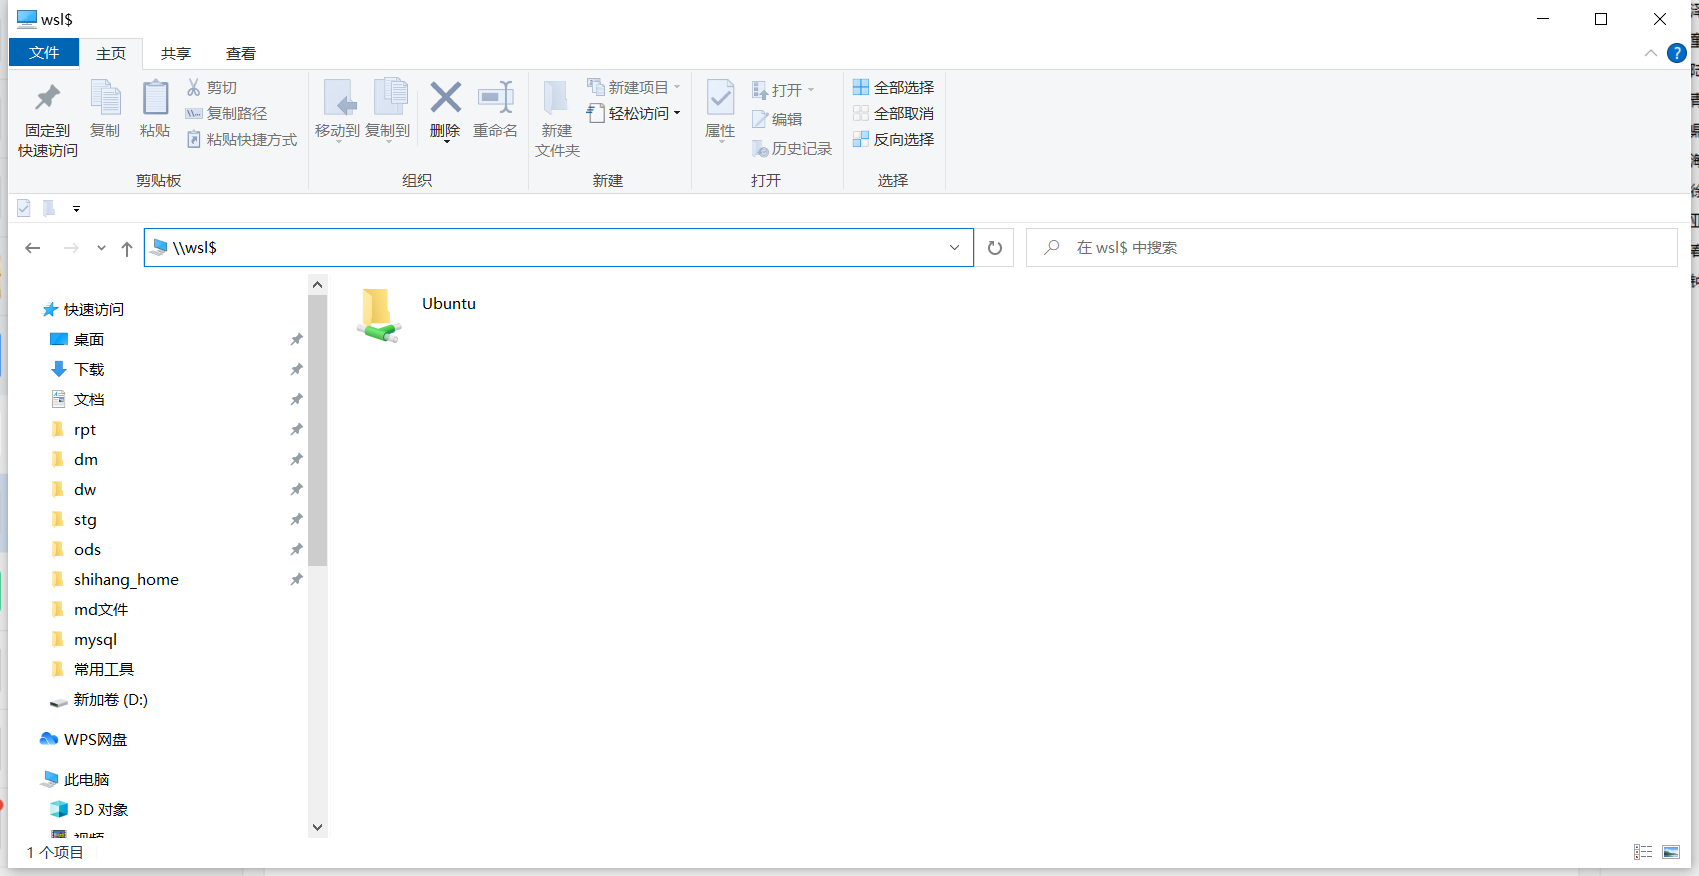 wsl$
文件 主页 共享 查看
固定到
快速访问
复制
粘贴
剪切
复制路径
粘贴快捷方式
移动到
复制到
删除
重命名
新建
文件夹
新建项目
轻松访问
属性
打开
编辑
历史记录
全部选择
全部取消
反向选择
剪贴板 组织 新建 打开 选择
\\wsl$
在 wsl$ 中搜索
快速访问
桌面
下载
文档
rpt
dm
dw
stg
ods
shihang_home
md文件
mysql
常用工具
新加卷 (D:)
WPS网盘
此电脑
3D 对象
视频
Ubuntu
1 个项目